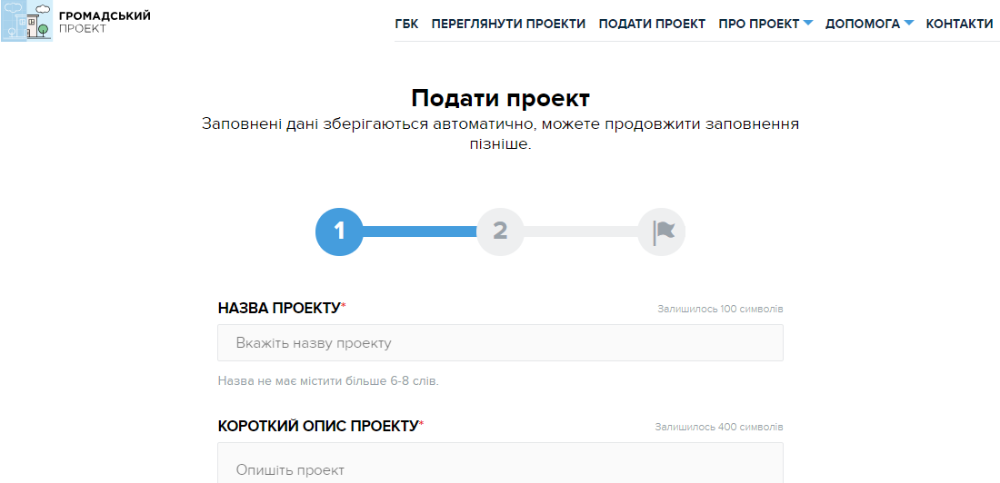 ГРОМАДСЬКИЙ
ПРОЕКТ
ГБК ПЕРЕГЛЯНУТИ ПРОЕКТИ ПОДАТИ ПРОЕКТ ПРО ПРОЕКТ ДОПОМОГА КОНТАКТИ
Подати проект
Заповнені дані зберігаються автоматично, можете продовжити заповнення
пізніше.
1 2
НАЗВА ПРОЕКТУ* Залишилось 100 символів
Вкажіть назву проекту
Назва не має містити більше 6-8 слів.
КОРОТКИЙ ОПИС ПРОЕКТУ* Залишилось 400 символів
Опишіть проект